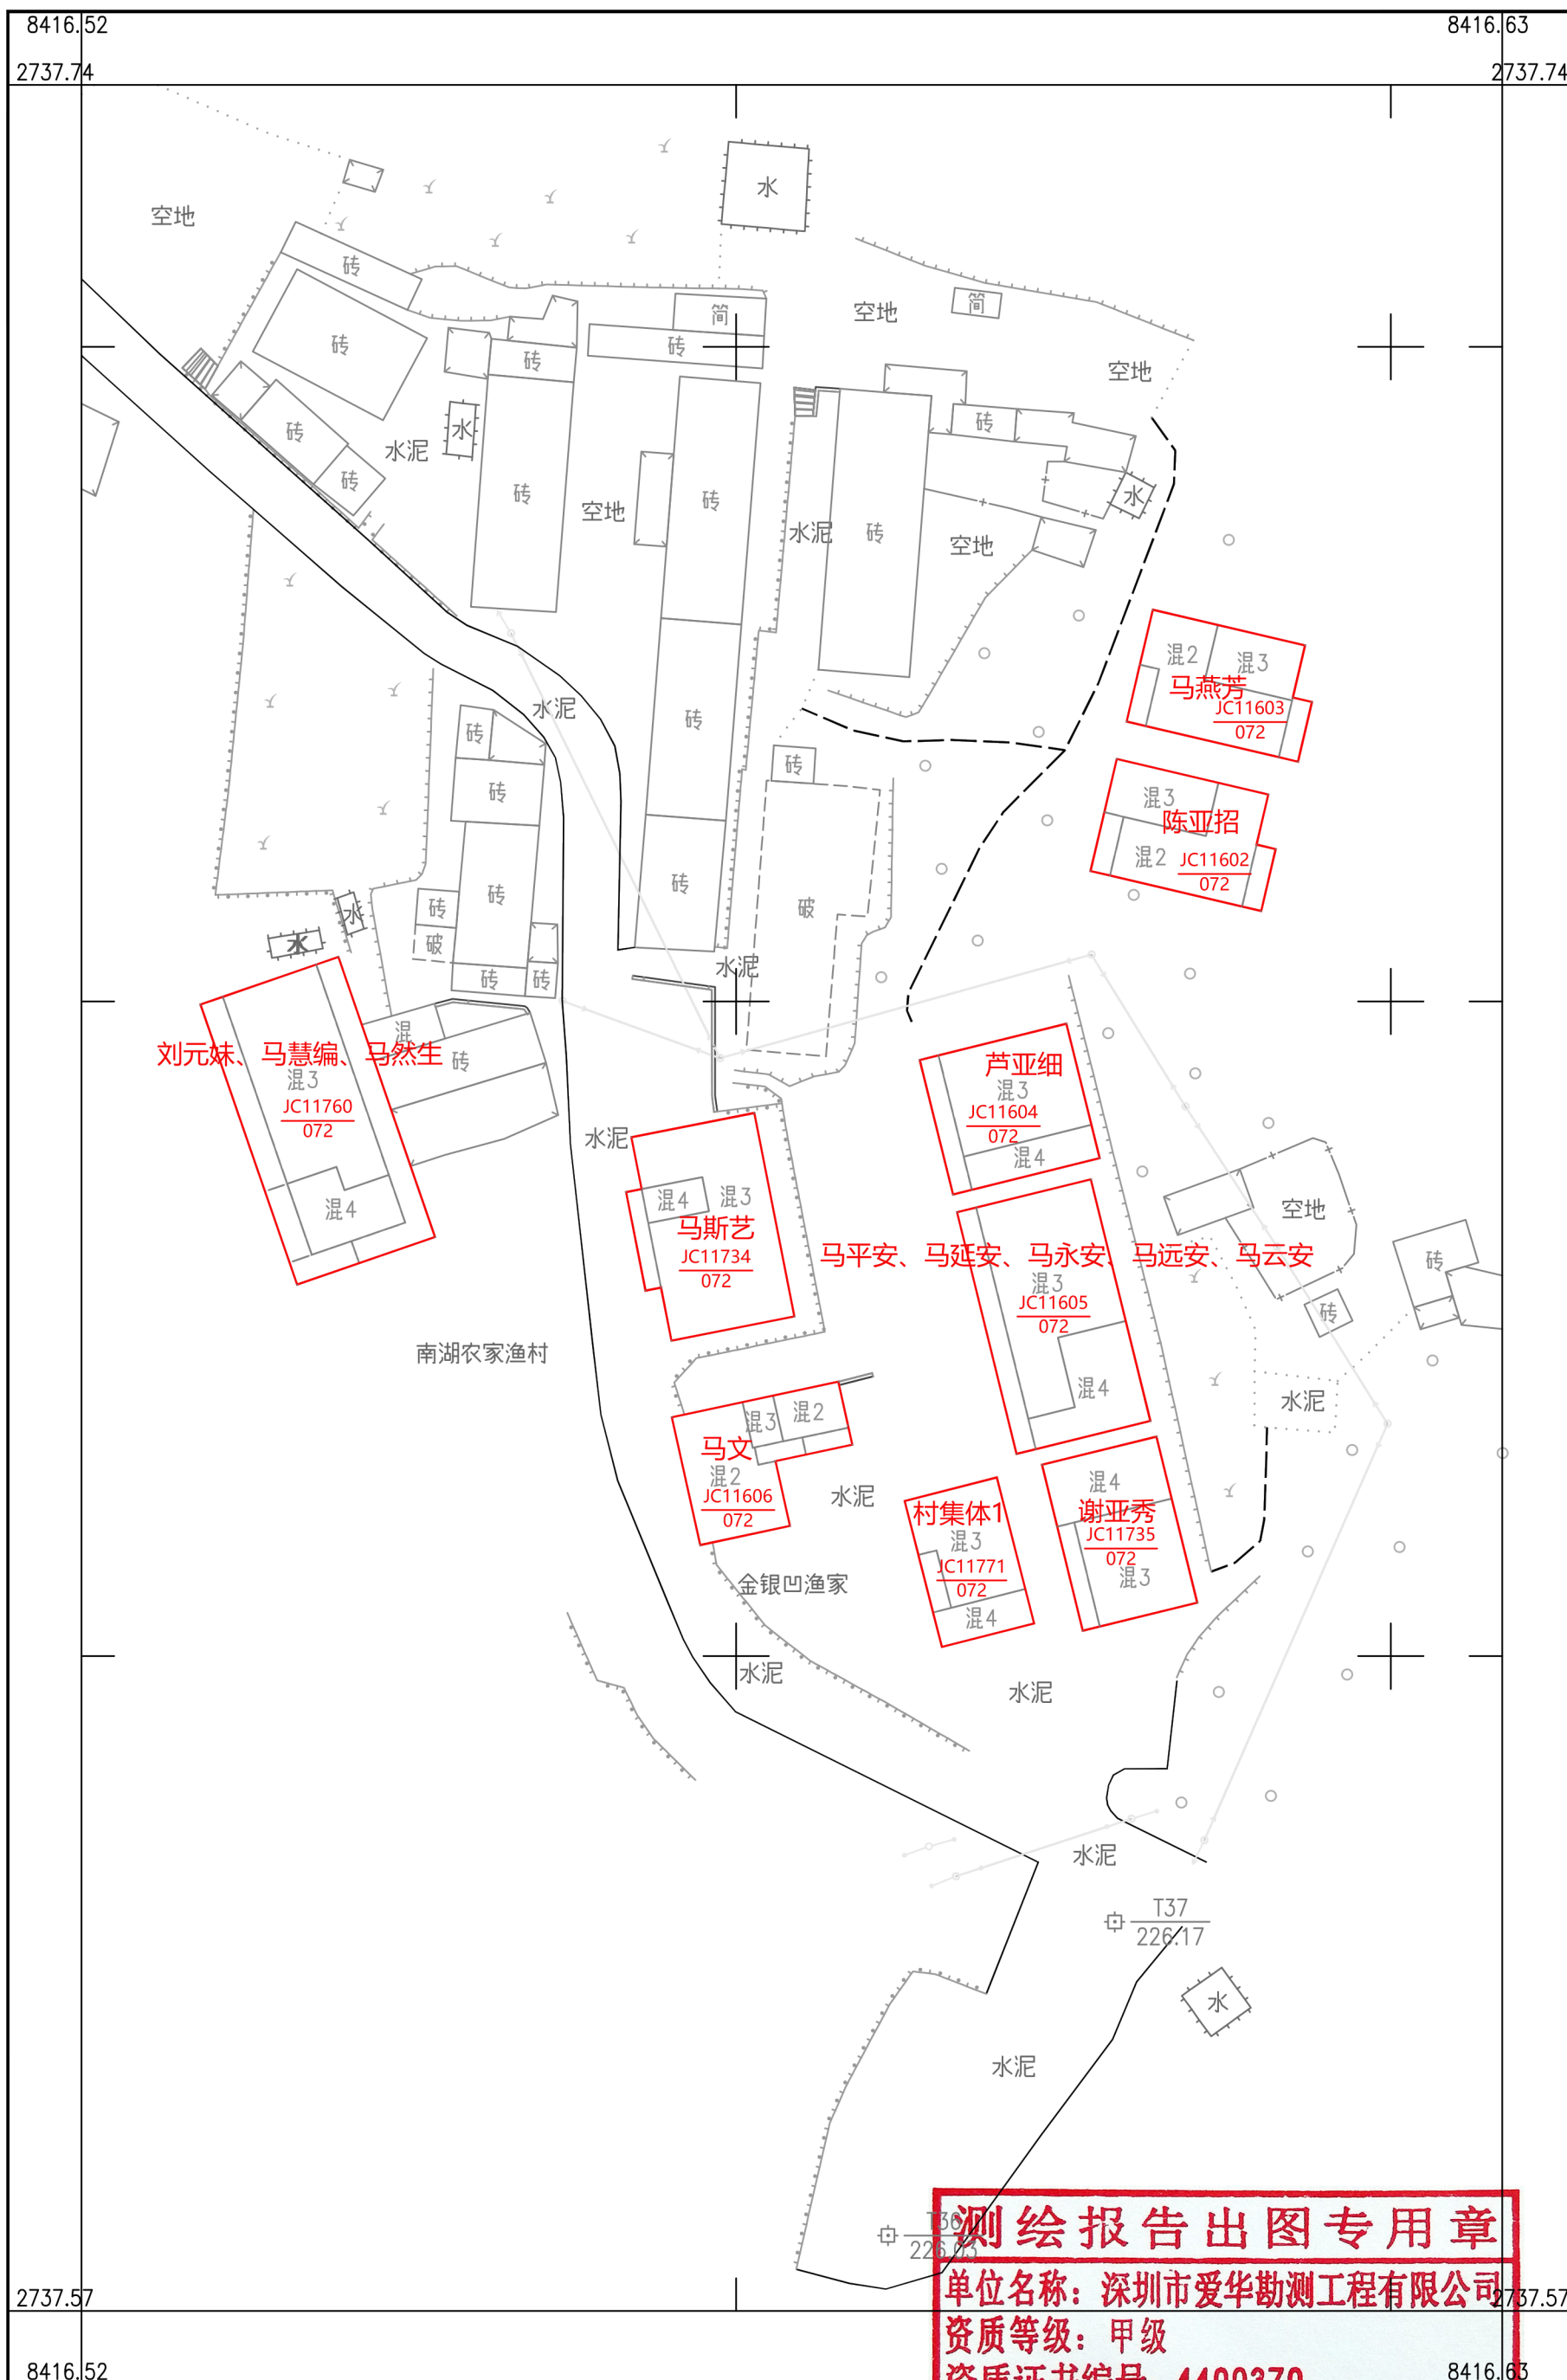 8416.52
8416.63
2737.74
2737.74
水
空地
砖
简
空地
简
砖
砖
砖
空地
砖
砖
水
水泥
砖
砖
砖
空地
砖
水泥
砖
空地
水
混2
混3
马燕芳
JC11603
072
水泥
砖
砖
砖
砖
混3
陈亚招
混2
JC11602
072
砖
砖
砖
破
水
砖
破
水
水泥
砖
砖
混
刘元妹、马慧编、马然生
砖
混3
JC11760
072
芦亚细
混3
JC11604
072
混4
水泥
混4
混3
混4
马斯艺
JC11734
072
空地
马平安、马延安、马永安、马远安、马云安
混3
JC11605
072
砖
砖
南湖农家渔村
混4
水泥
混3
混2
马文
混2
JC11606
072
水泥
混4
村集体1
混3
JC11771
072
混4
谢亚秀
JC11735
072
混3
金银凹渔家
水泥
水泥
水泥
T37
226.17
水
水泥
T36
226.03
测绘报告出图专用章
单位名称：深圳市爱华勘测工程有限公司
2737.57
2737.57
资质等级：甲级
8416.52
8416.63